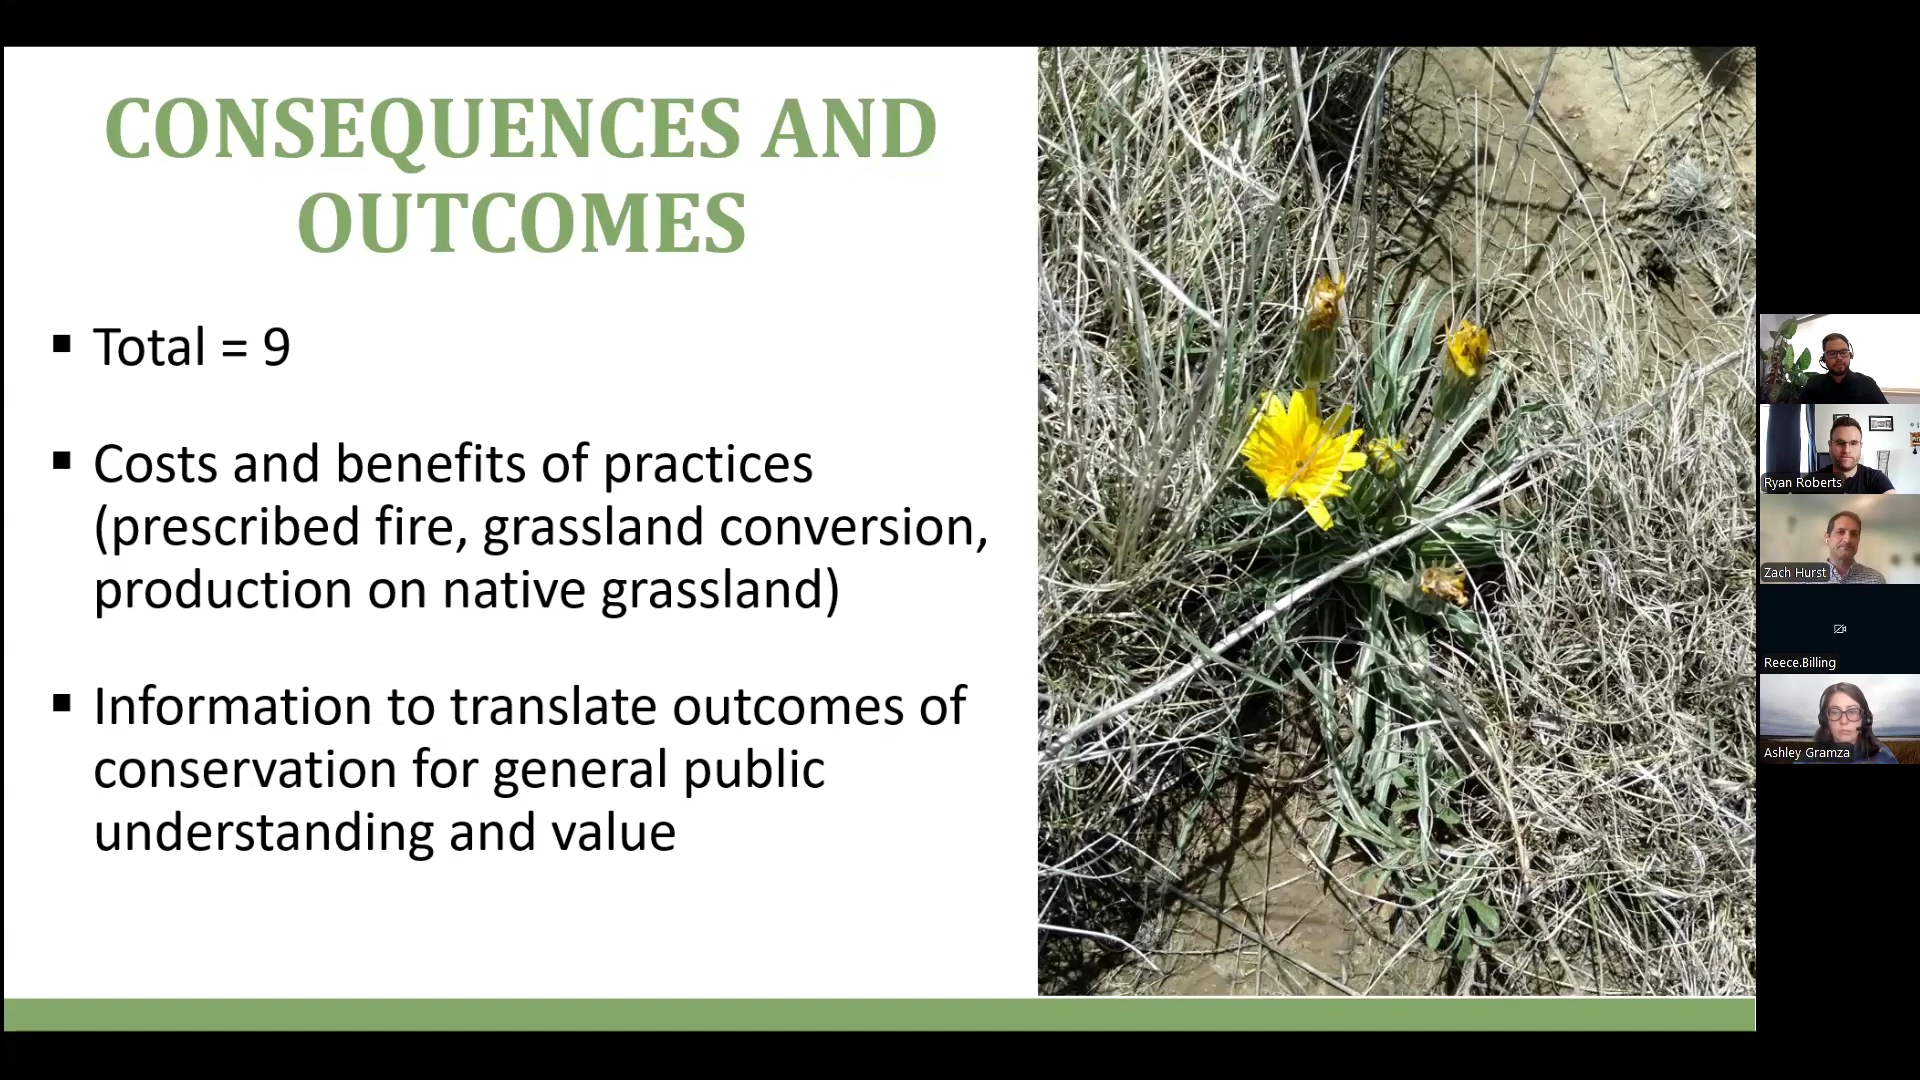 CONSEQUENCES AND
OUTCOMES
▪ Total = 9
▪ Costs and benefits of practices
(prescribed fire, grassland conversion,
production on native grassland)
▪ Information to translate outcomes of
conservation for general public
understanding and value
Ryan Roberts
Zach Hurst
Reece.Billing
Ashley Gramza